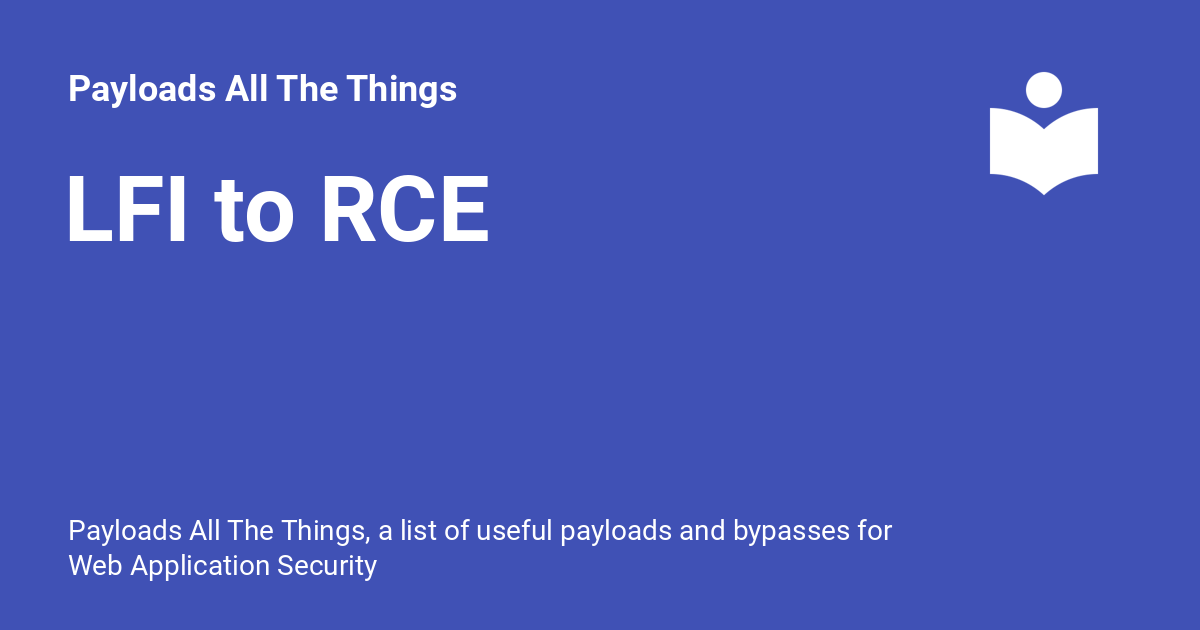 Payloads All The Things
LFI to RCE
Payloads All The Things, a list of useful payloads and bypasses for
Web Application Security